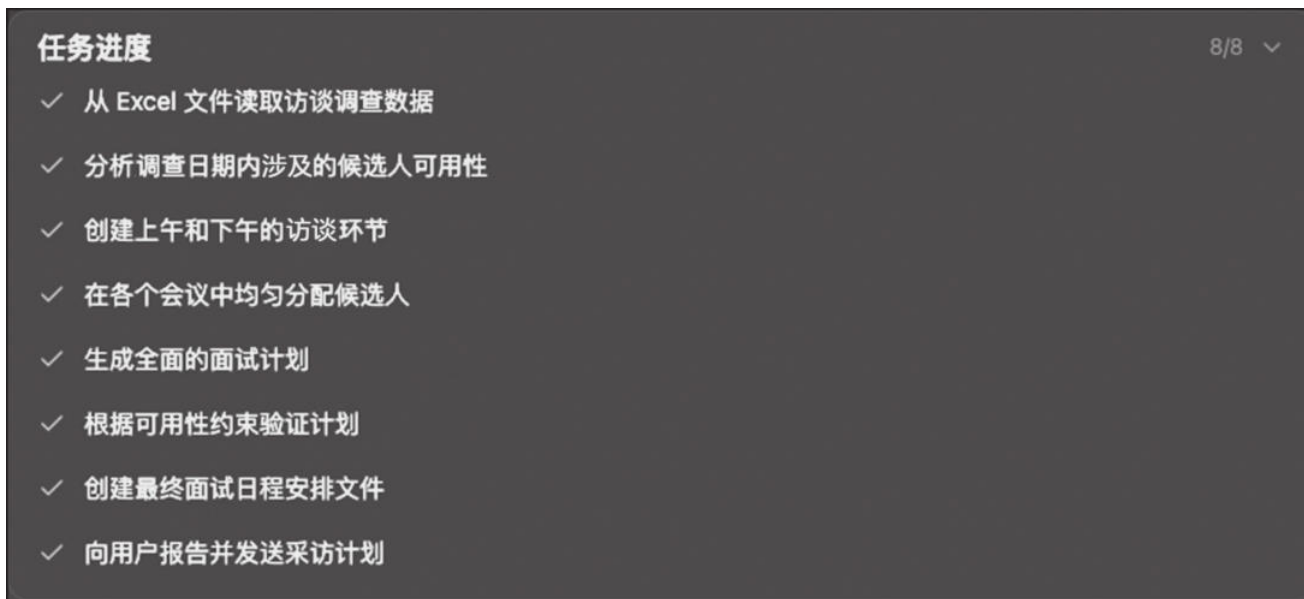 任务进度
8/8
从 Excel 文件读取访谈调查数据
分析调查日期内涉及的候选人可用性
创建上午和下午的访谈环节
在各个会议中均匀分配候选人
生成全面的面试计划
根据可用性约束验证计划
创建最终面试日程安排文件
向用户报告并发送采访计划